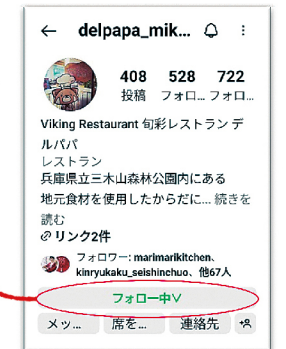 delpapa_mik...
408 528 722
投稿 フォロ... フォロ...
Viking Restaurant 旬彩レストラン デ
ルパパ
レストラン
兵庫県立三木山森林公園内にある
地元食材を使用したからだに... 続きを
読む
リンク2件
フォロワー: marimarikitchen、
kinryukaku_seishinchuo、他67人
フォロー中∨
メッ... 席を... 連絡先